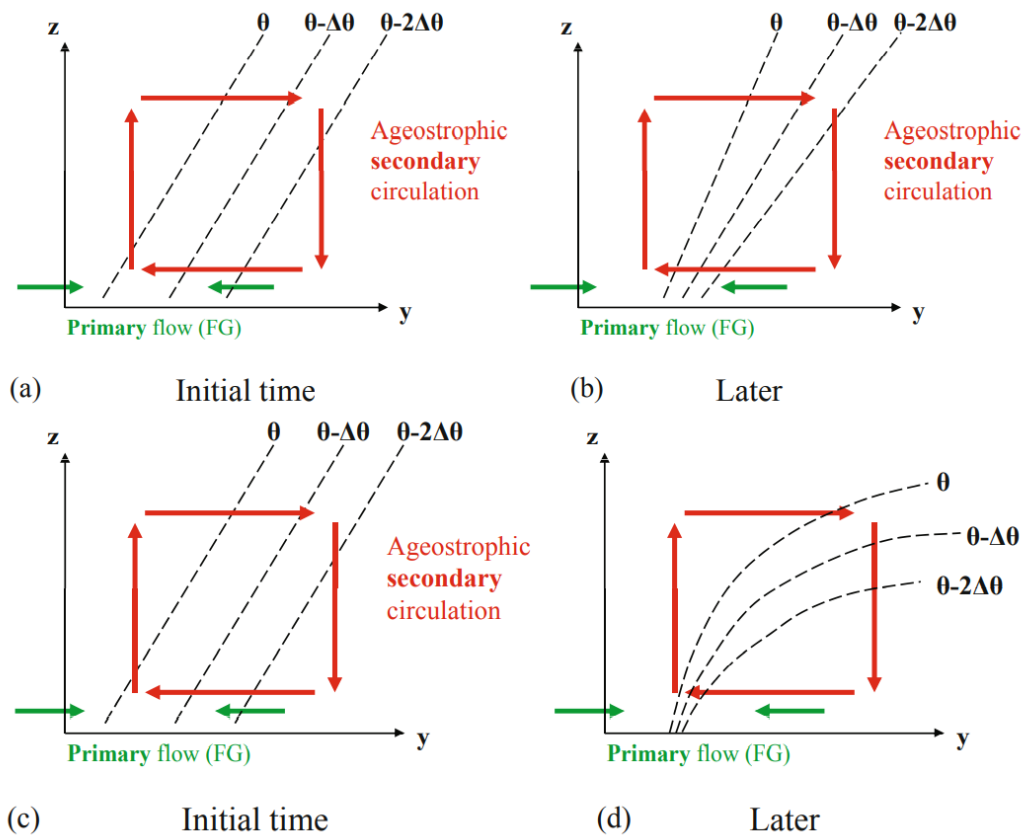 z θ θ-Δθ θ-2Δθ
Ageostrophic
secondary
circulation
y
Primary flow (FG)
(a) Initial time
z θ θ-Δθ θ-2Δθ
Ageostrophic
secondary
circulation
y
Primary flow (FG)
(b) Later
z θ θ-Δθ θ-2Δθ
Ageostrophic
secondary
circulation
y
Primary flow (FG)
(c) Initial time
z
θ
θ-Δθ
θ-2Δθ
y
Primary flow (FG)
(d) Later